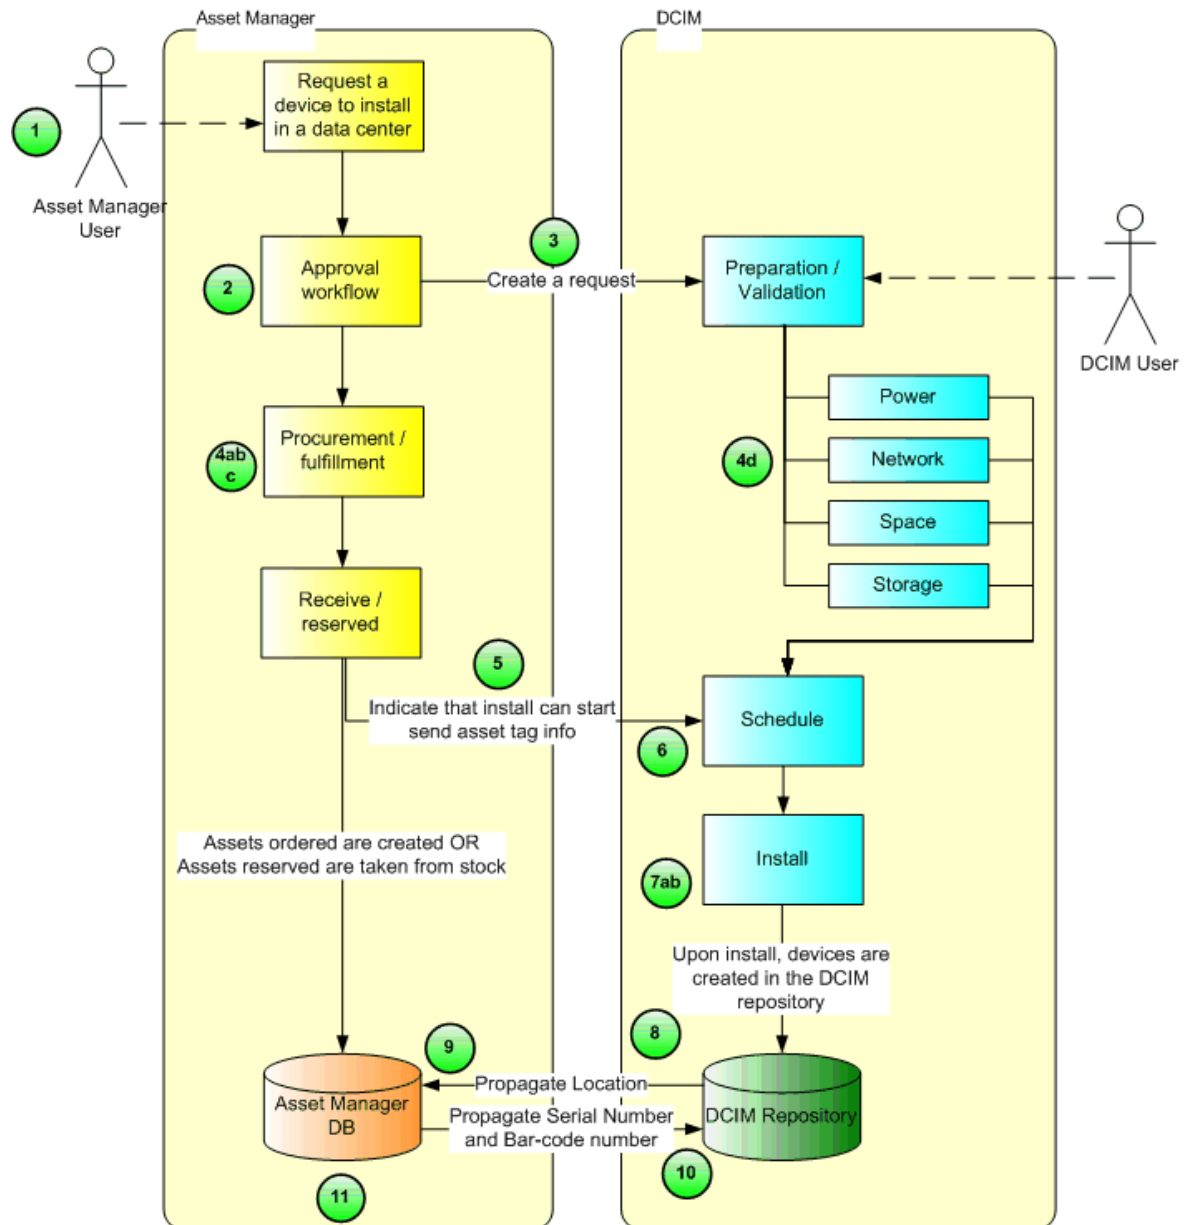 Asset Manager
DCIM
Request a
device to install
in a data center
1
Asset Manager
User
3
Approval
workflow
Create a request
Preparation /
Validation
2
DCIM User
Power
Procurement /
fulfillment
4ab
c
4d
Network
Space
Storage
Receive /
reserved
5
Indicate that install can start
send asset tag info
Schedule
6
Assets ordered are created OR
Assets reserved are taken from stock
Install
7ab
Upon install, devices are
created in the DCIM
repository
8
9
Propagate Location
Asset Manager
DB
Propagate Serial Number
and Bar-code number
DCIM Repository
10
11